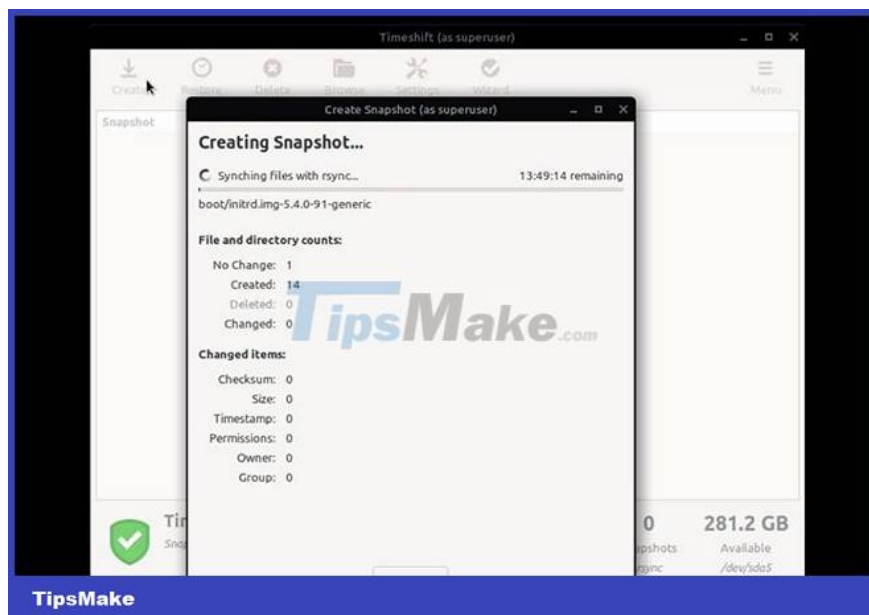 Timeshift (as superuser)
Create Restore Delete Browse Settings Wizard Menu
Snapshot
Create Snapshot (as superuser)
Creating Snapshot...
Synching files with rsync... 13:49:14 remaining
boot/initrd.img-5.4.0-91-generic
File and directory counts:
No Change: 1
Created: 14
Deleted: 0
Changed: 0
TipsMake.com
Changed items:
Checksum: 0
Size: 0
Timestamp: 0
Permissions: 0
Owner: 0
Group: 0
0 281.2 GB
Available
/dev/sda5
TipsMake